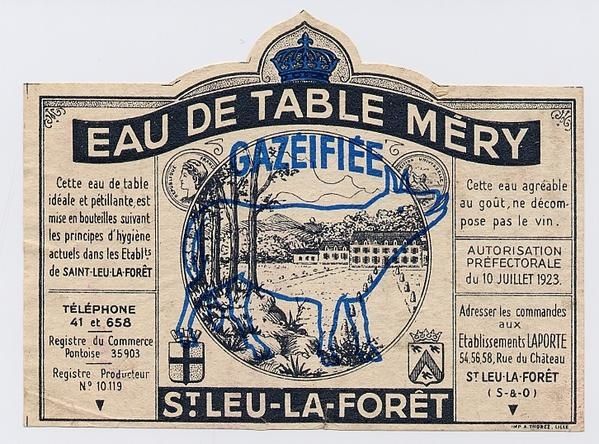 EAU DE TABLE MÉRY
GAZÉIFIÉE
Cette eau de table
idéale et pétillante, est
mise en bouteilles suivant
les principes d'hygiène
actuels dans les Etablts
de SAINT-LEU-LA-FORÊT
TÉLÉPHONE
41 et 658
Registre du Commerce
Pontoise 35903
Registre Producteur
N° 10.119
Cette eau agréable
au goût, ne décom-
pose pas le vin.
AUTORISATION
PRÉFECTORALE
du 10 JUILLET 1923.
Adresser les commandes
aux
Etablissements LAPORTE
54,56,58, Rue du Château
ST LEU-LA-FORÊT
(S-&-O)
ST LEU-LA-FORÊT
IMP. A. THOREZ. LILLE